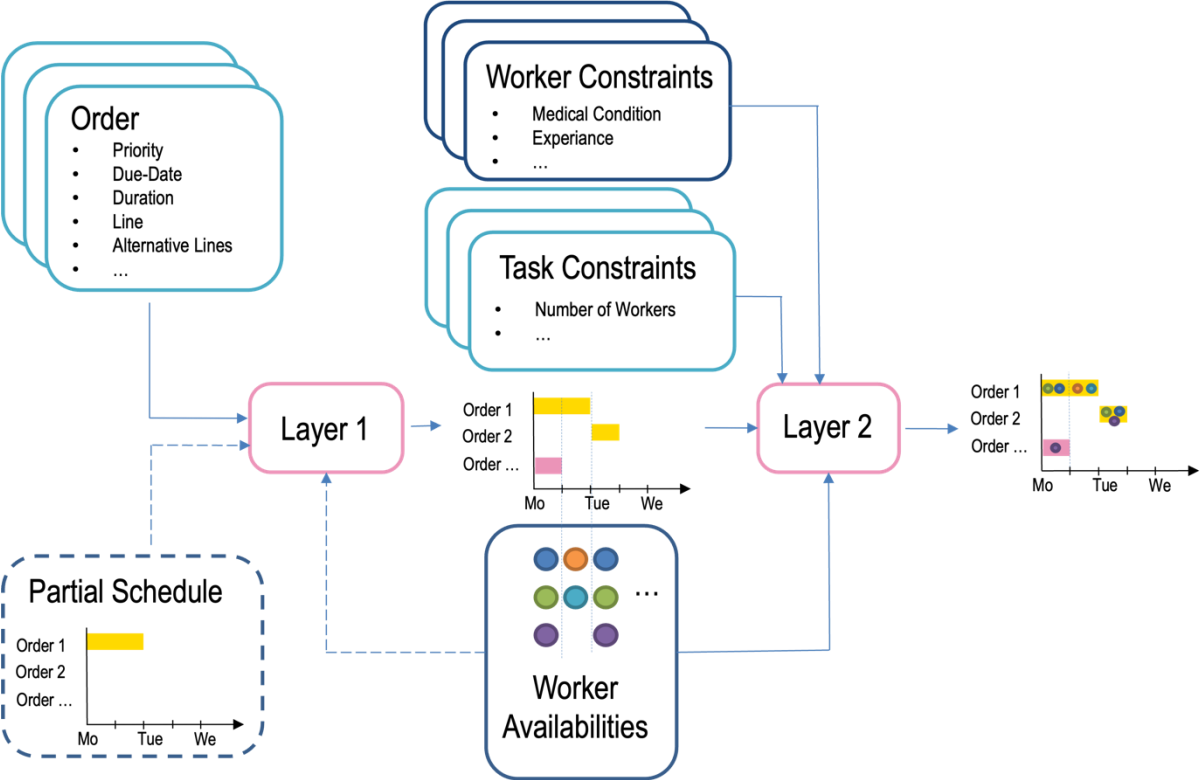 Order
• Priority
• Due-Date
• Duration
• Line
• Alternative Lines
• ...
Worker Constraints
• Medical Condition
• Experiance
• ...
Task Constraints
• Number of Workers
• ...
Layer 1
Order 1
Order 2
Order ...
Mo Tue We
Layer 2
Order 1
Order 2
Order ...
Mo Tue We
Partial Schedule
Order 1
Order 2
Order ...
Mo Tue We
...
Worker
Availabilities